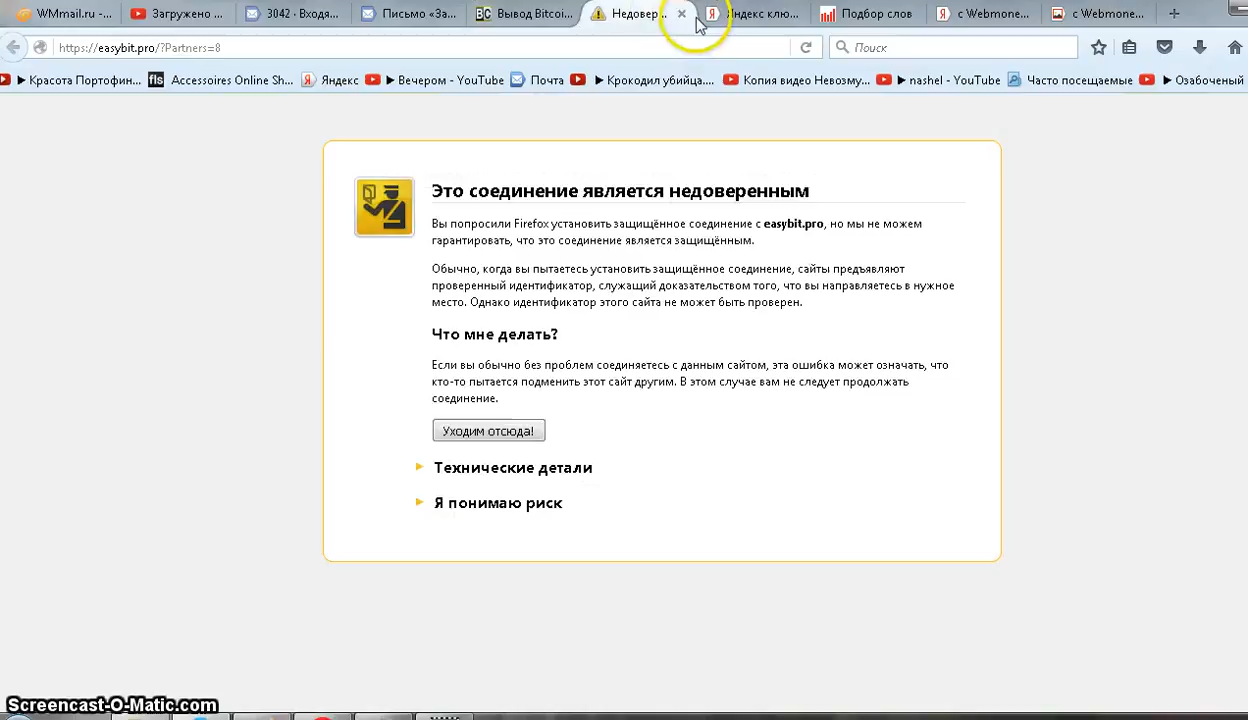 WMmail.ru -...
Загружено ...
3042 · Входя...
Письмо «За...
BC Вывод Bitcoi...
Недовер...
Я Яндекс клю...
Подбор слов
Я с Webmone...
с Webmone...
https://easybit.pro/?Partners=8
Поиск
Красота Портофин...
fls Accessoires Online Sh...
Я Яндекс
Вечером - YouTube
Почта
Крокодил убийца....
Копия видео Невозму...
nashel - YouTube
Часто посещаемые
Озабоченый
Это соединение является недоверенным
Вы попросили Firefox установить защищённое соединение с easybit.pro, но мы не можем
гарантировать, что это соединение является защищённым.
Обычно, когда вы пытаетесь установить защищённое соединение, сайты предъявляют
проверенный идентификатор, служащий доказательством того, что вы направляетесь в нужное
место. Однако идентификатор этого сайта не может быть проверен.
Что мне делать?
Если вы обычно без проблем соединяетесь с данным сайтом, эта ошибка может означать, что
кто-то пытается подменить этот сайт другим. В этом случае вам не следует продолжать
соединение.
Уходим отсюда!
Технические детали
Я понимаю риск
Screencast-O-Matic.com